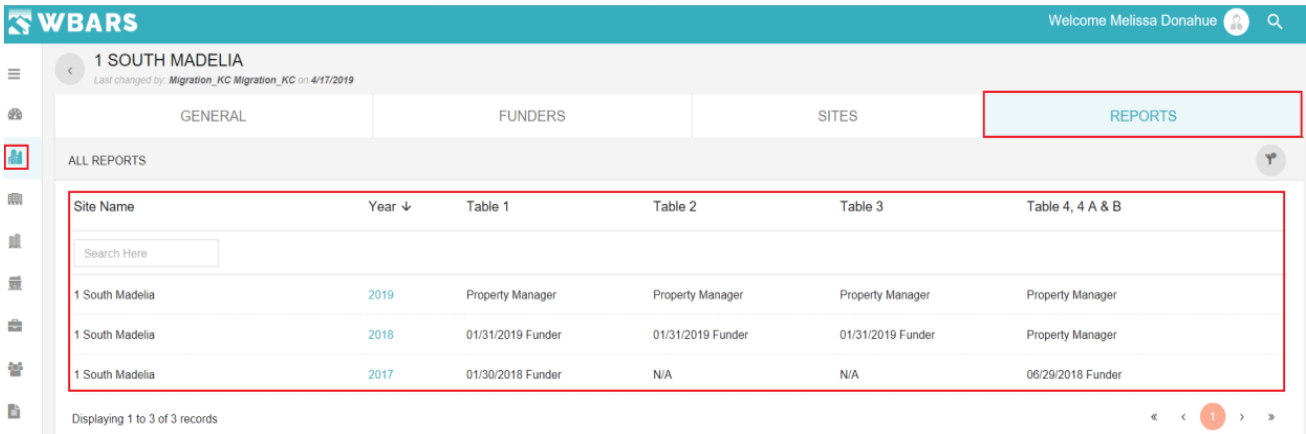 WBARS
Welcome Melissa Donahue
1 SOUTH MADELIA
Last changed by: Migration_KC Migration_KC on 4/17/2019
GENERAL FUNDERS SITES REPORTS
ALL REPORTS
Site Name Year Table 1 Table 2 Table 3 Table 4, 4 A & B
Search Here
1 South Madelia 2019 Property Manager Property Manager Property Manager Property Manager
1 South Madelia 2018 01/31/2019 Funder 01/31/2019 Funder 01/31/2019 Funder Property Manager
1 South Madelia 2017 01/30/2018 Funder N/A N/A 06/29/2018 Funder
Displaying 1 to 3 of 3 records « ‹ 1 › »